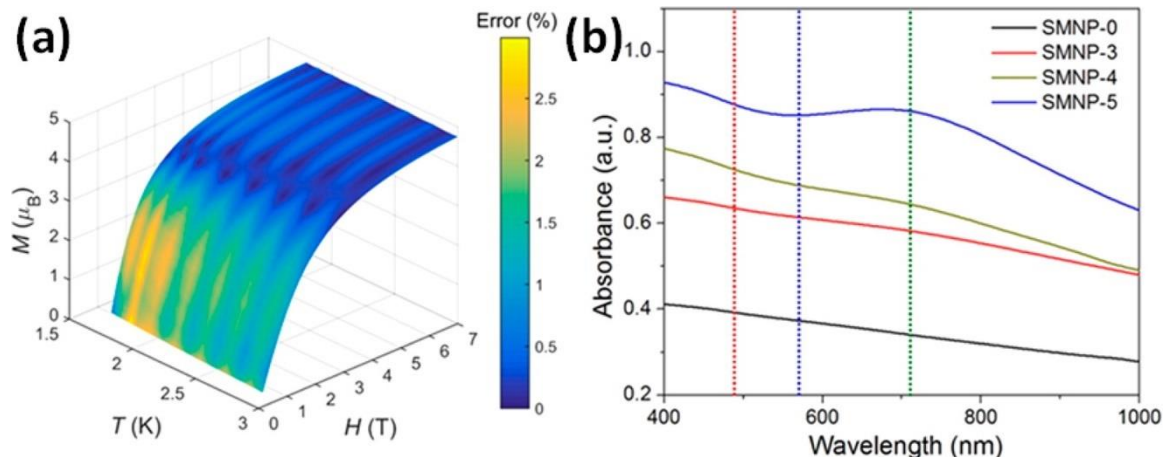 (a)
Error (%)
2.5
2
1.5
1
0.5
0
5
4
3
2
1
0
M (μB)
1.5
2
2.5
3
T (K)
0
1
2
3
4
5
6
7
H (T)
(b)
SMNP-0
SMNP-3
SMNP-4
SMNP-5
1.0
0.8
0.6
0.4
0.2
Absorbance (a.u.)
400
600
800
1000
Wavelength (nm)